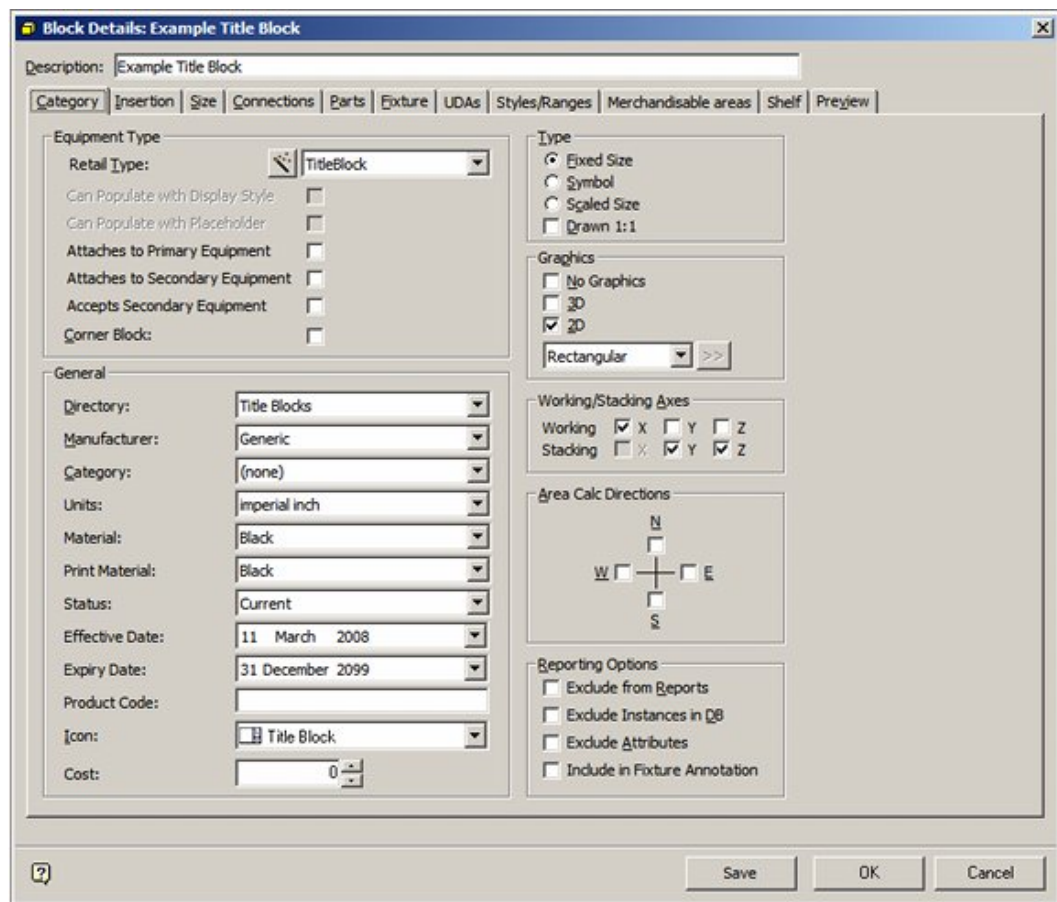 Block Details: Example Title Block
Description: Example Title Block
Category Insertion Size Connections Parts Fixture UDAs Styles/Ranges Merchandisable areas Shelf Preview
Equipment Type
Retail Type: TitleBlock
Can Populate with Display Style
Can Populate with Placeholder
Attaches to Primary Equipment
Attaches to Secondary Equipment
Accepts Secondary Equipment
Corner Block:
General
Directory: Title Blocks
Manufacturer: Generic
Category: (none)
Units: imperial inch
Material: Black
Print Material: Black
Status: Current
Effective Date: 11 March 2008
Expiry Date: 31 December 2099
Product Code:
Icon: Title Block
Cost: 0
Type
Fixed Size
Symbol
Scaled Size
Drawn 1:1
Graphics
No Graphics
3D
2D
Rectangular >>
Working/Stacking Axes
Working X Y Z
Stacking X Y Z
Area Calc Directions
N
W E
S
Reporting Options
Exclude from Reports
Exclude Instances in DB
Exclude Attributes
Include in Fixture Annotation
? Save OK Cancel